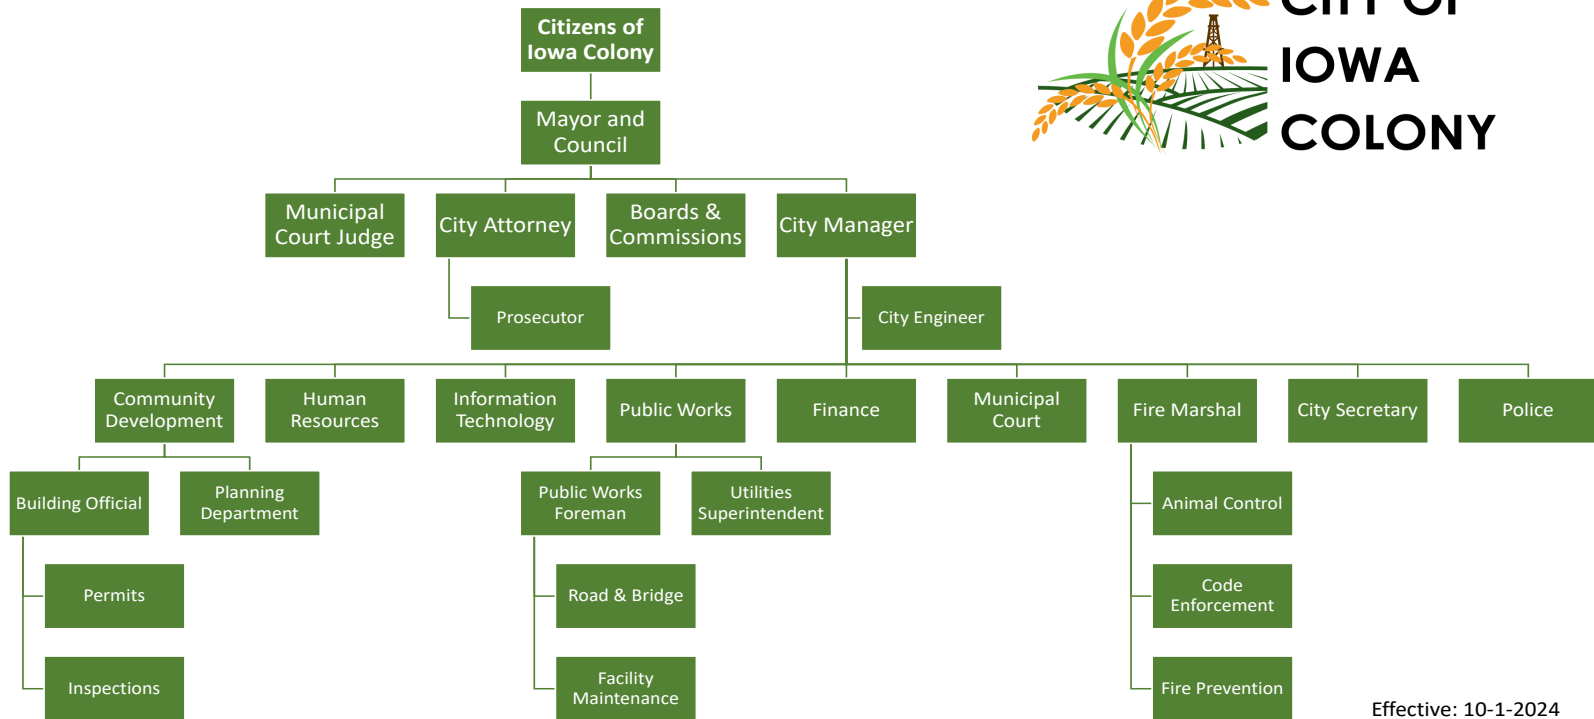 Citizens of
Iowa Colony
CITY OF
IOWA
COLONY
Mayor and
Council
Municipal
Court Judge
City Attorney
Boards &
Commissions
City Manager
Prosecutor
City Engineer
Community
Development
Human
Resources
Information
Technology
Public Works
Finance
Municipal
Court
Fire Marshal
City Secretary
Police
Building Official
Planning
Department
Public Works
Foreman
Utilities
Superintendent
Animal Control
Permits
Road & Bridge
Code
Enforcement
Inspections
Facility
Maintenance
Fire Prevention
Effective: 10-1-2024